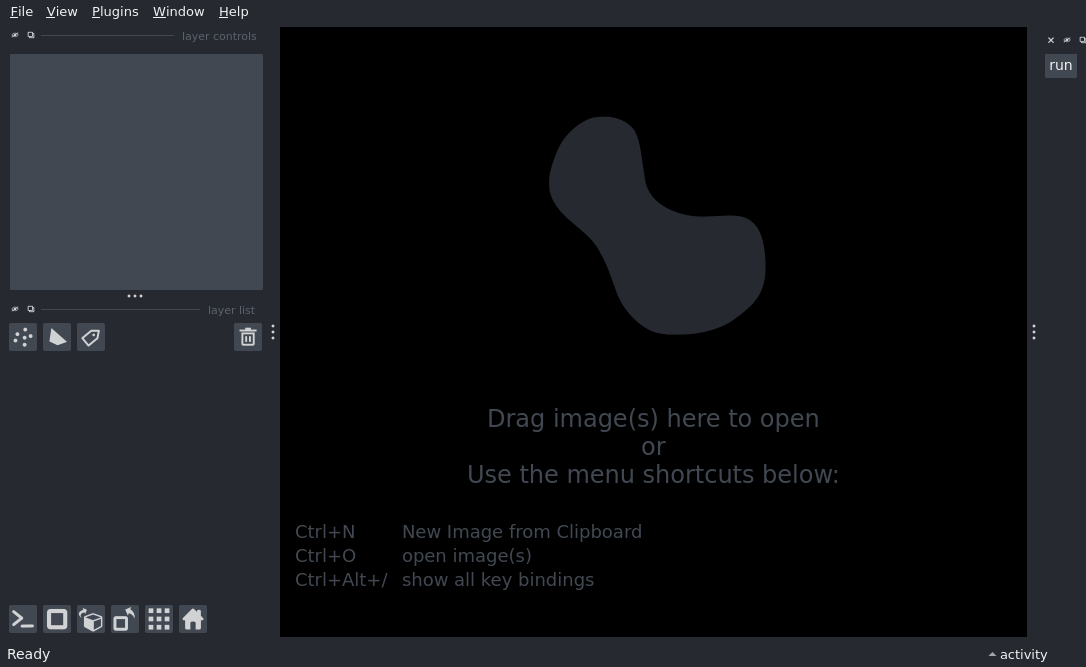 File View Plugins Window Help
layer controls
run
layer list
Drag image(s) here to open
or
Use the menu shortcuts below:
Ctrl+N New Image from Clipboard
Ctrl+O open image(s)
Ctrl+Alt+/ show all key bindings
Ready
activity